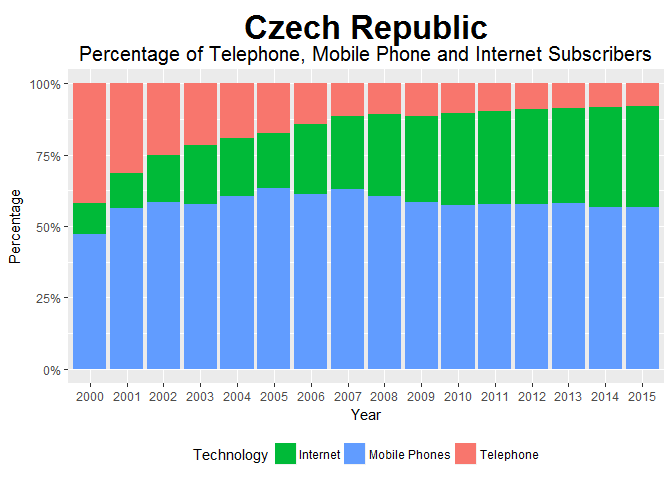 Czech Republic
Percentage of Telephone, Mobile Phone and Internet Subscribers
Percentage
100%
75%
50%
25%
0%
2000 2001 2002 2003 2004 2005 2006 2007 2008 2009 2010 2011 2012 2013 2014 2015
Year
Technology Internet Mobile Phones Telephone